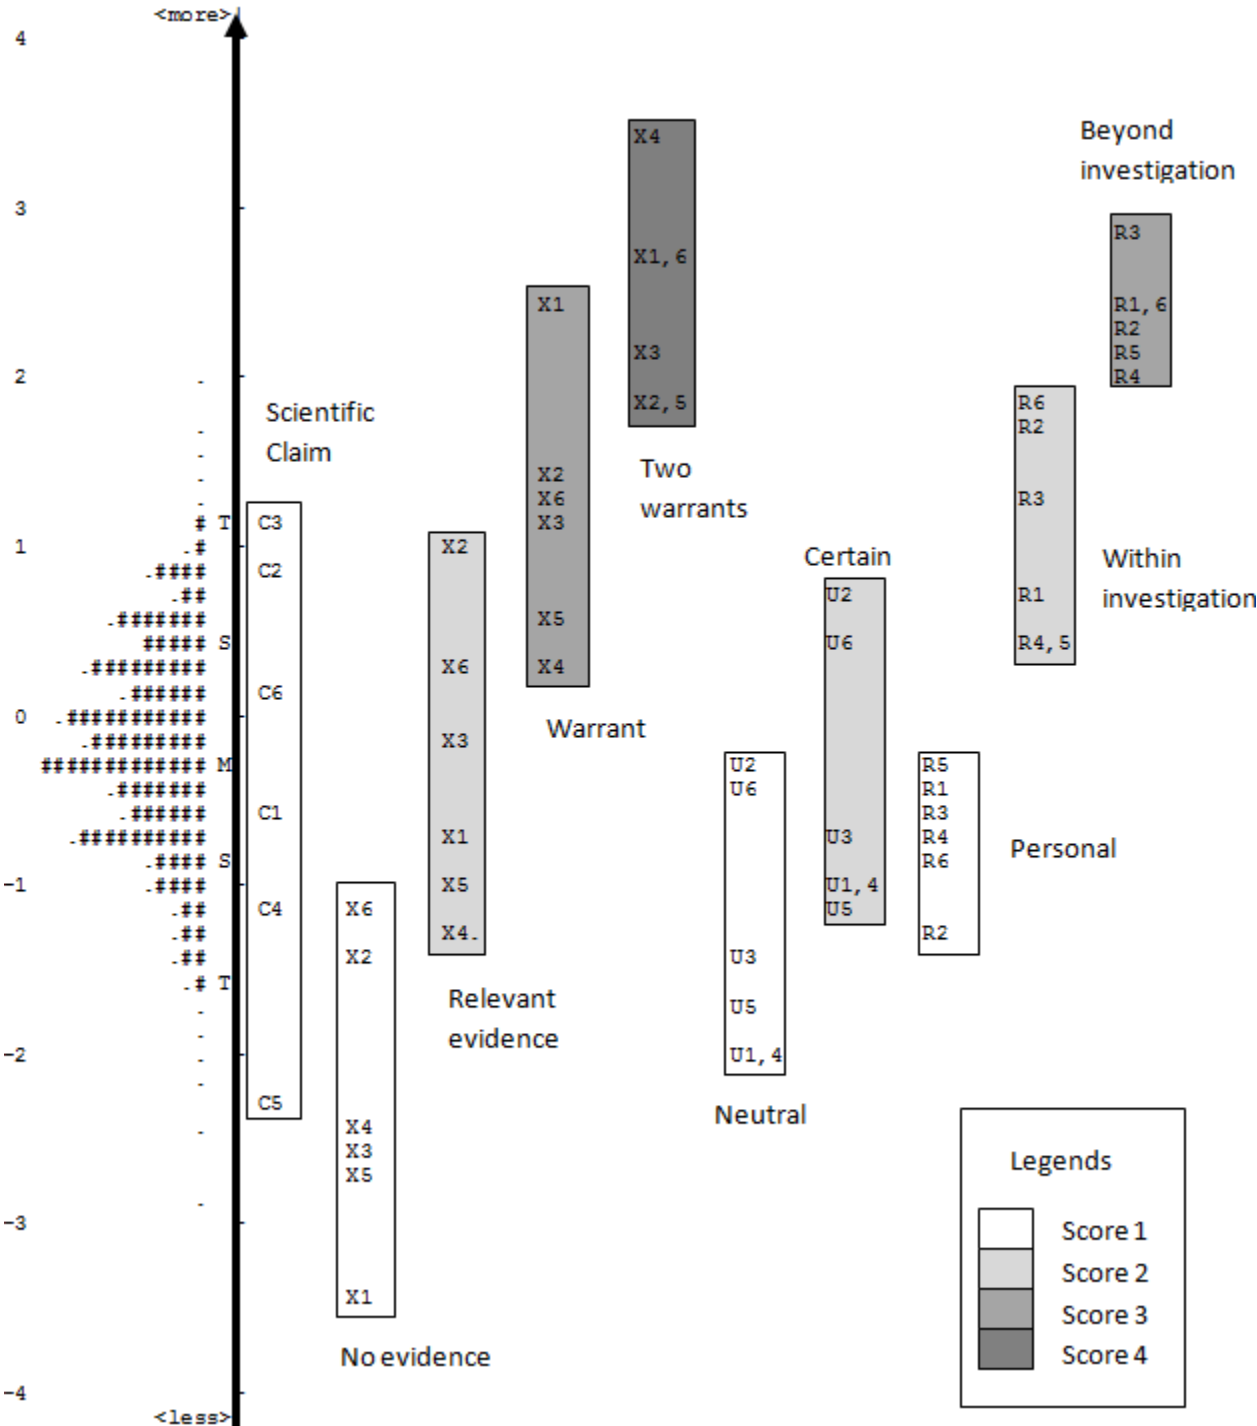 <more>|
4
Beyond
investigation
X4
3
R3
X1,6
X1
R1,6
R2
X3
R5
2
.
R4
Scientific
Claim
X2,5
R6
.
R2
.
Two
warrants
.
X2
.
X6
R3
# T
C3
X3
1
.#
X2
Certain
Within
investigation
.####
C2
.##
U2
R1
.#######
X5
##### S
U6
R4,5
.#########
X6
X4
.######
C6
0
.###########
Warrant
.#########
X3
############# M
U2
R5
.#######
U6
R1
.######
C1
R3
.##########
X1
U3
R4
Personal
.#### S
R6
-1
.####
X5
U1,4
.##
C4
X6
U5
.##
X4.
R2
.##
X2
U3
.# T
Relevant
evidence
.
U5
.
-2
.
U1,4
.
C5
Neutral
.
X4
X3
X5
.
-3
X1
No evidence
-4
<less>|
Legends
Score 1
Score 2
Score 3
Score 4